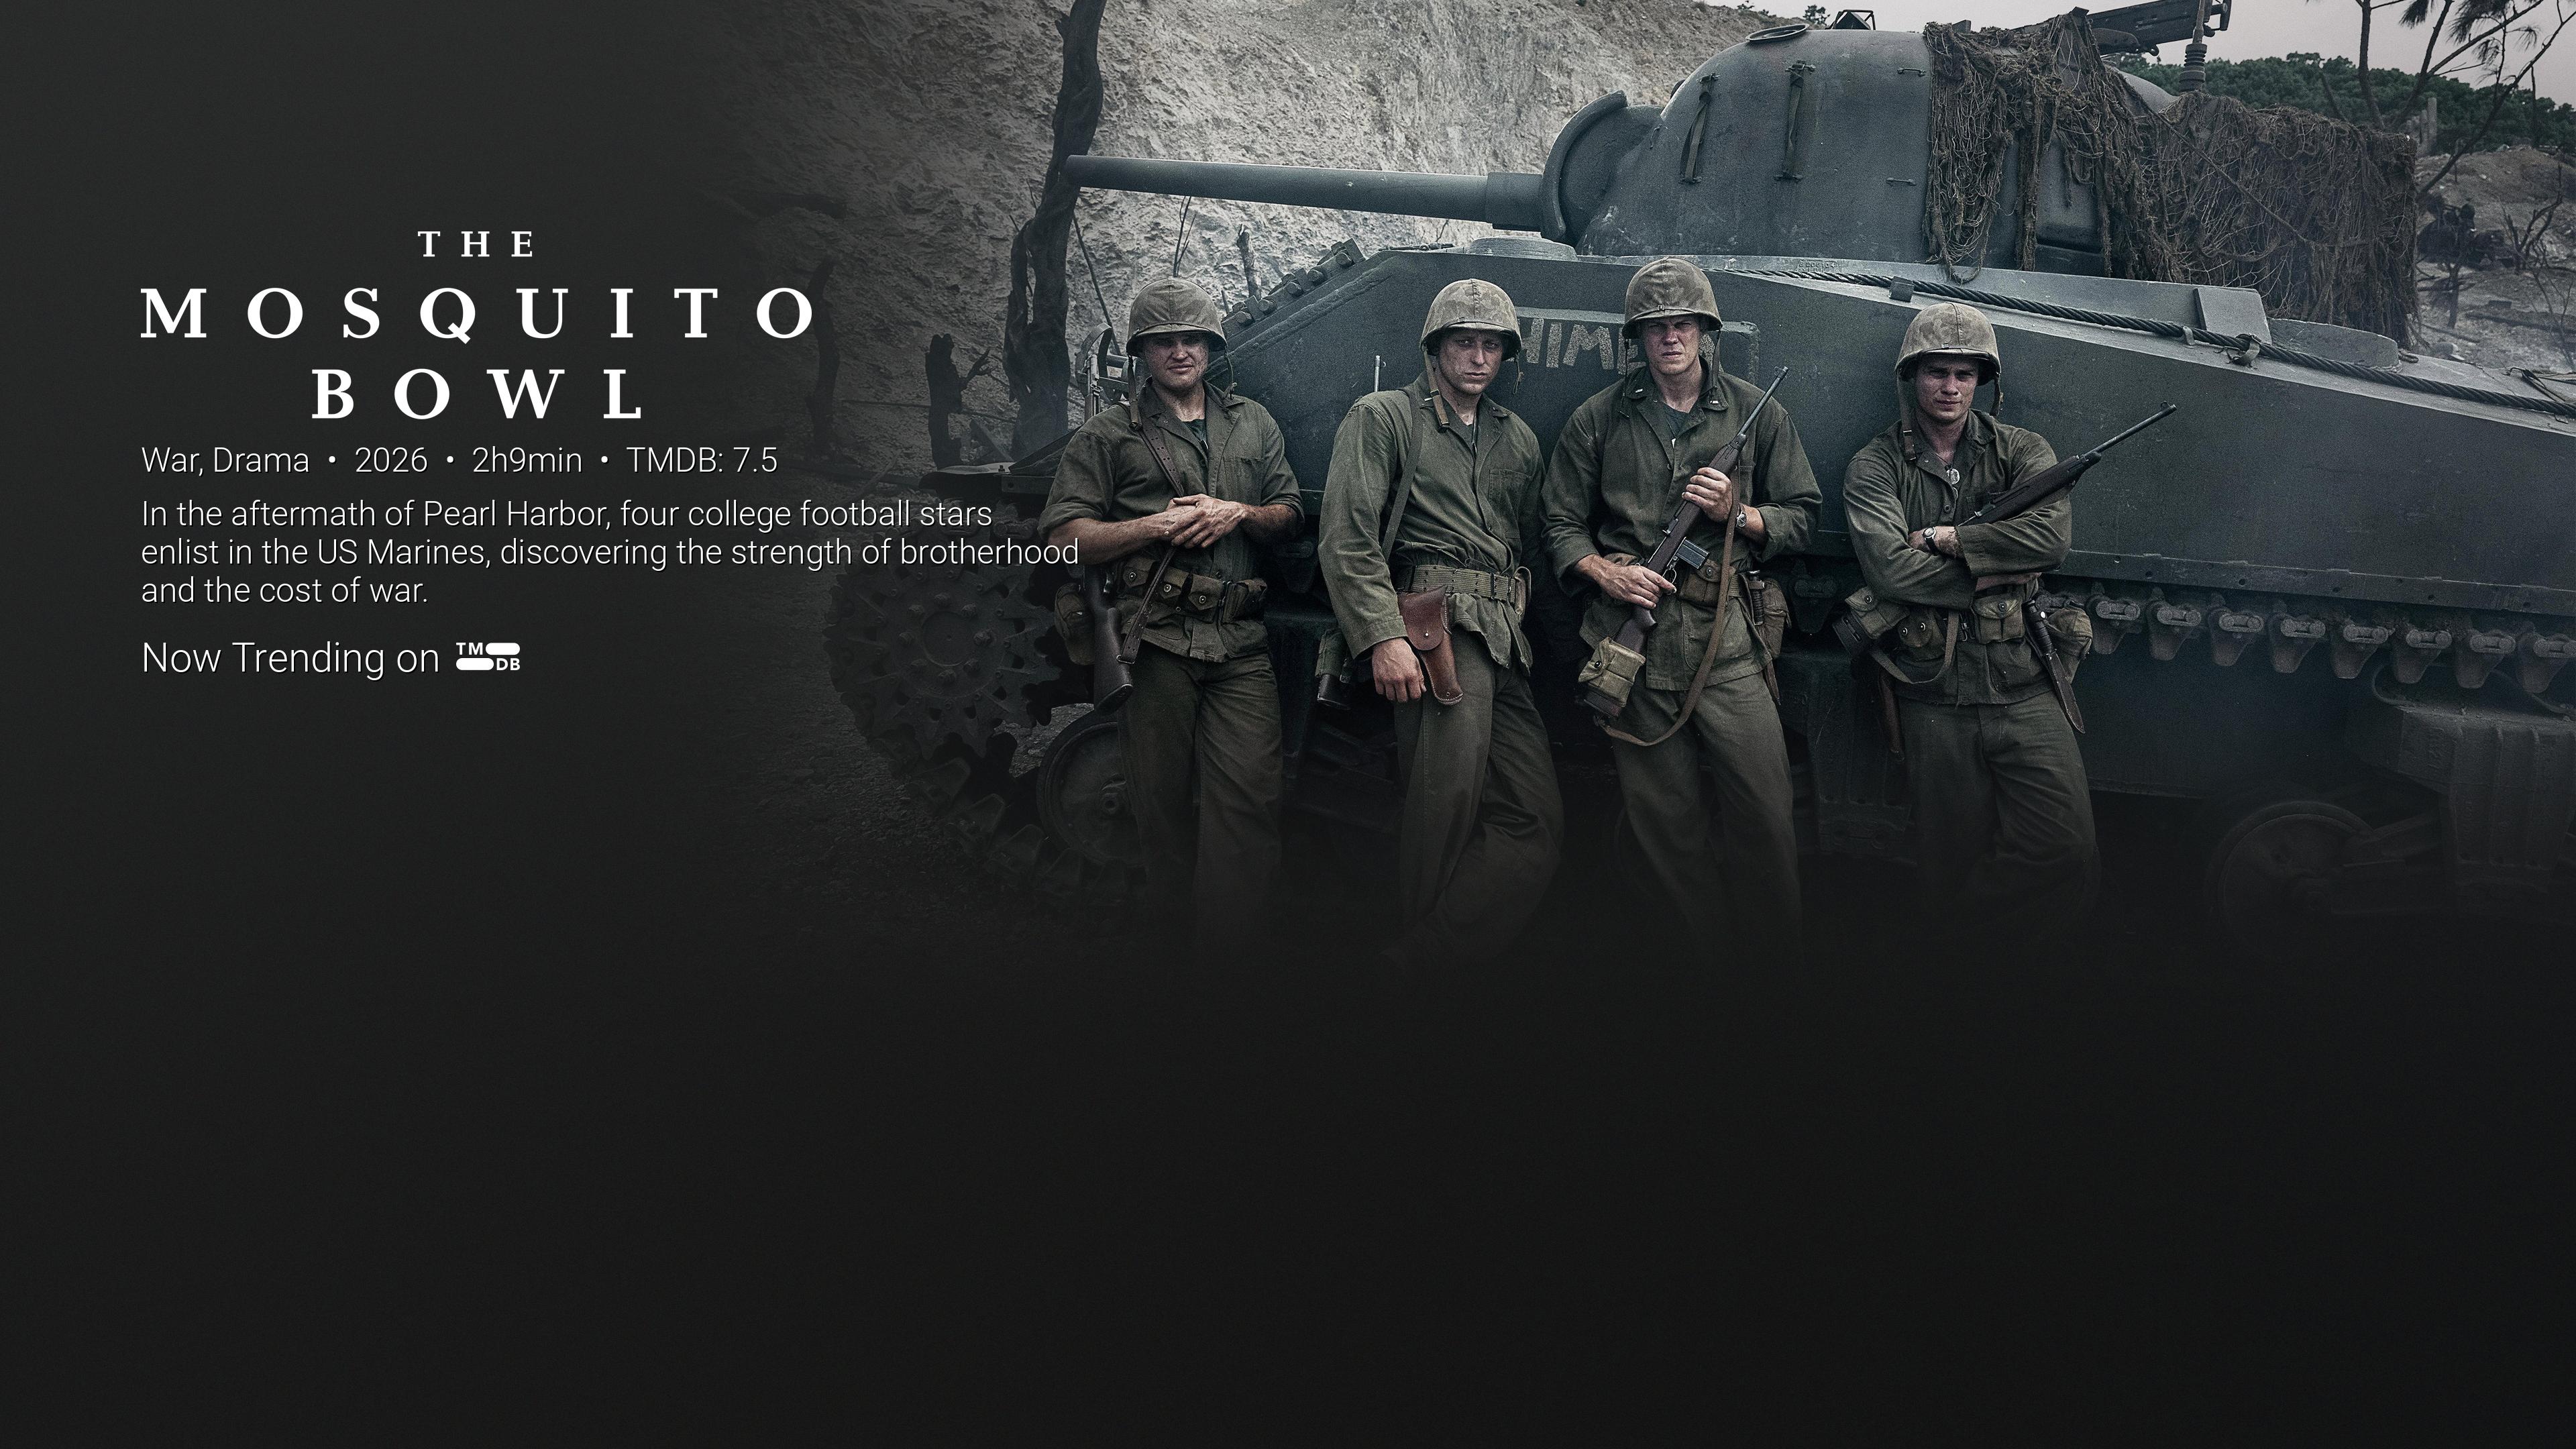 THE
MOSQUITO
BOWL
War, Drama • 2026 • 2h9min • TMDB: 7.5
In the aftermath of Pearl Harbor, four college football stars
enlist in the US Marines, discovering the strength of brotherhood
and the cost of war.
Now Trending on TMDB